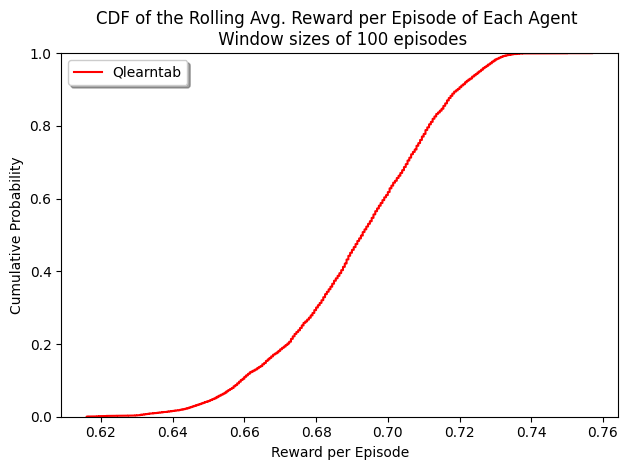 CDF of the Rolling Avg. Reward per Episode of Each Agent
Window sizes of 100 episodes
Qlearntab
Cumulative Probability
1.0
0.8
0.6
0.4
0.2
0.0
0.62 0.64 0.66 0.68 0.70 0.72 0.74 0.76
Reward per Episode